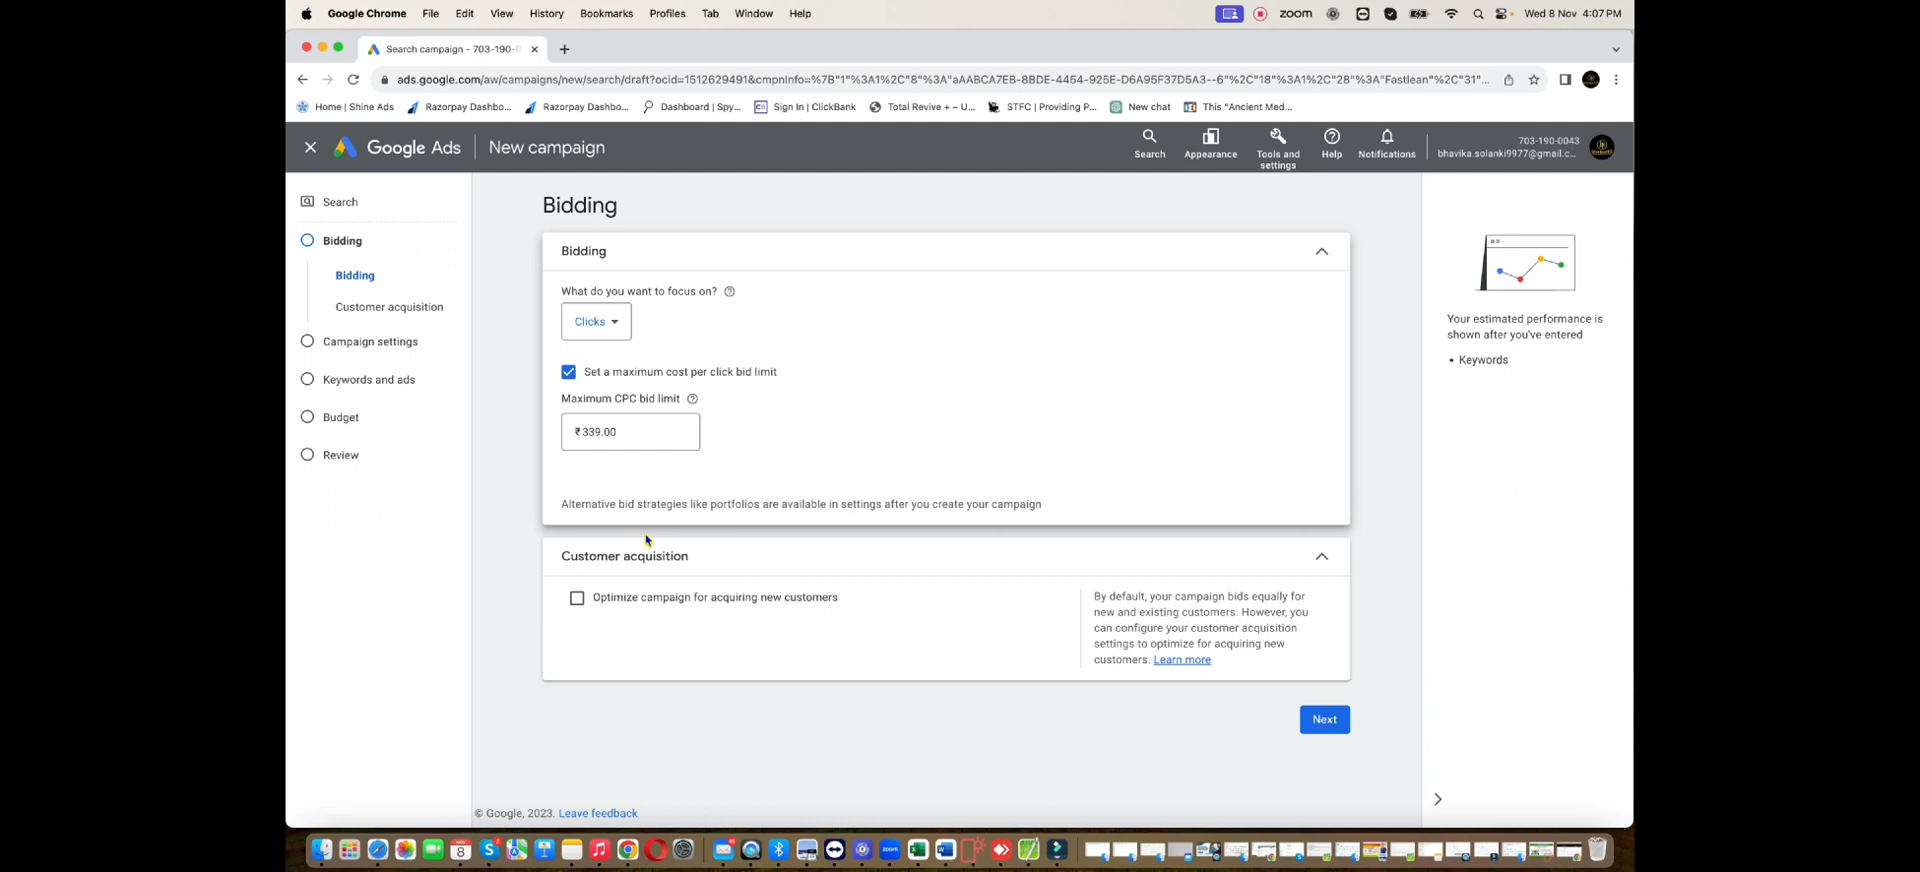 Google Chrome File Edit View History Bookmarks Profiles Tab Window Help zoom Wed 8 Nov 4:07 PM
Search campaign - 703-190-0
ads.google.com/aw/campaigns/new/search/draft?ocid=1512629491&cmpnInfo=%7B"1"%3A1%2C"8"%3A"aAABCA7EB-8BDE-4454-925E-D6A95F37D5A3--6"%2C"18"%3A1%2C"28"%3A"Fastlean"%2C"31"...
Home | Shine Ads Razorpay Dashbo... Razorpay Dashbo... Dashboard | Spy... Sign In | ClickBank Total Revive + – U... STFC | Providing P... New chat This "Ancient Med...
Google Ads New campaign
Search Appearance Tools and settings Help Notifications
703-190-0043
bhavika.solanki9977@gmail.c...
Search
Bidding
Bidding
Customer acquisition
Campaign settings
Keywords and ads
Budget
Review
Bidding
Bidding
What do you want to focus on?
Clicks
Set a maximum cost per click bid limit
Maximum CPC bid limit
₹339.00
Alternative bid strategies like portfolios are available in settings after you create your campaign
Customer acquisition
Optimize campaign for acquiring new customers
By default, your campaign bids equally for
new and existing customers. However, you
can configure your customer acquisition
settings to optimize for acquiring new
customers. Learn more
Next
Your estimated performance is
shown after you've entered
• Keywords
© Google, 2023. Leave feedback